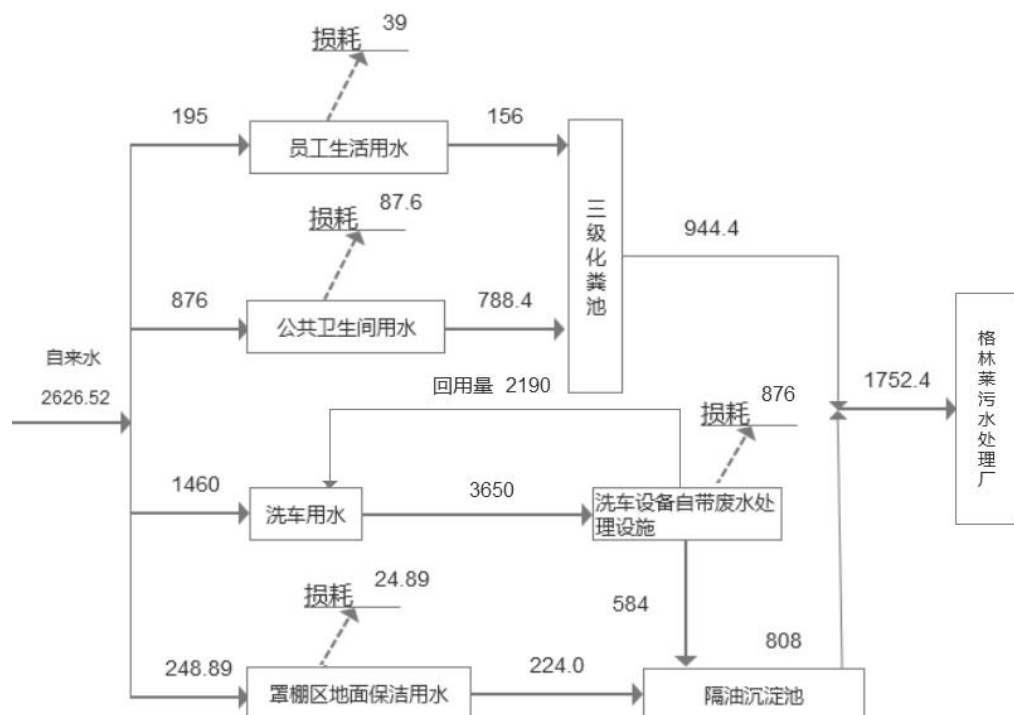 39
损耗
195
员工生活用水
156
三级化粪池
87.6
损耗
944.4
876
公共卫生间用水
788.4
自来水
2626.52
格林莱污水处理厂
1752.4
回用量 2190
876
损耗
1460
洗车用水
3650
洗车设备自带废水处
理设施
24.89
损耗
584
808
248.89
罩棚区地面保洁用水
224.0
隔油沉淀池